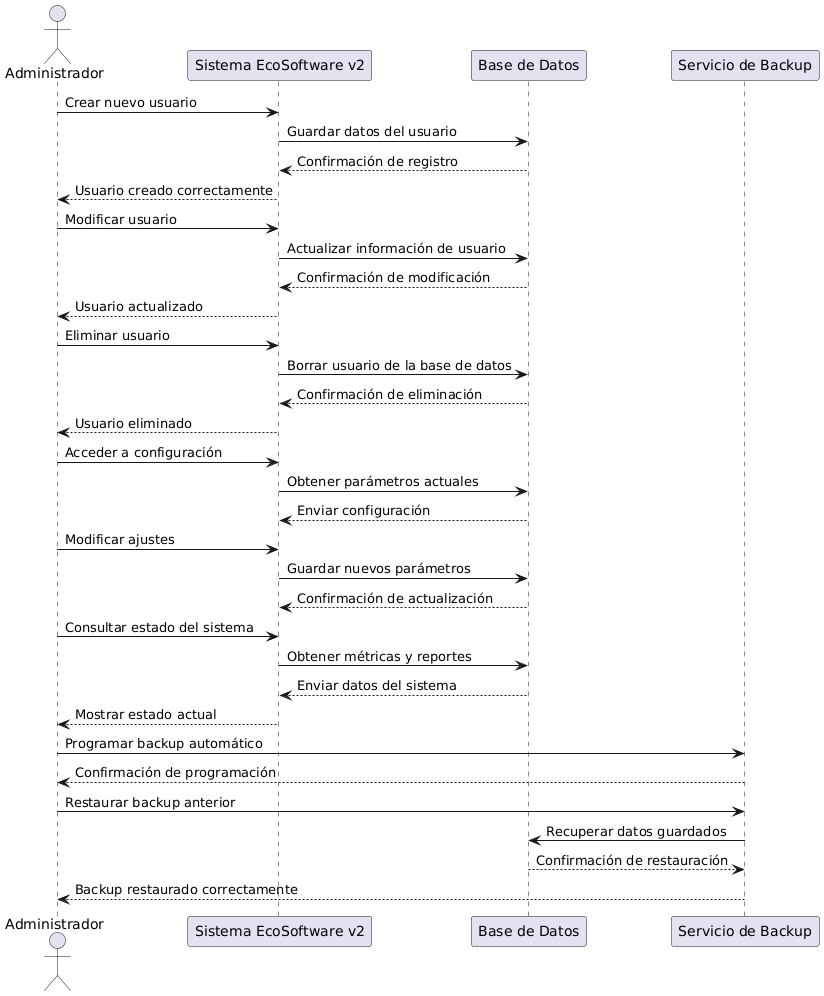 Administrador
Sistema EcoSoftware v2
Base de Datos
Servicio de Backup
Crear nuevo usuario
Guardar datos del usuario
Confirmación de registro
Usuario creado correctamente
Modificar usuario
Actualizar información de usuario
Confirmación de modificación
Usuario actualizado
Eliminar usuario
Borrar usuario de la base de datos
Confirmación de eliminación
Usuario eliminado
Acceder a configuración
Obtener parámetros actuales
Enviar configuración
Modificar ajustes
Guardar nuevos parámetros
Confirmación de actualización
Consultar estado del sistema
Obtener métricas y reportes
Enviar datos del sistema
Mostrar estado actual
Programar backup automático
Confirmación de programación
Restaurar backup anterior
Recuperar datos guardados
Confirmación de restauración
Backup restaurado correctamente
Administrador
Sistema EcoSoftware v2
Base de Datos
Servicio de Backup